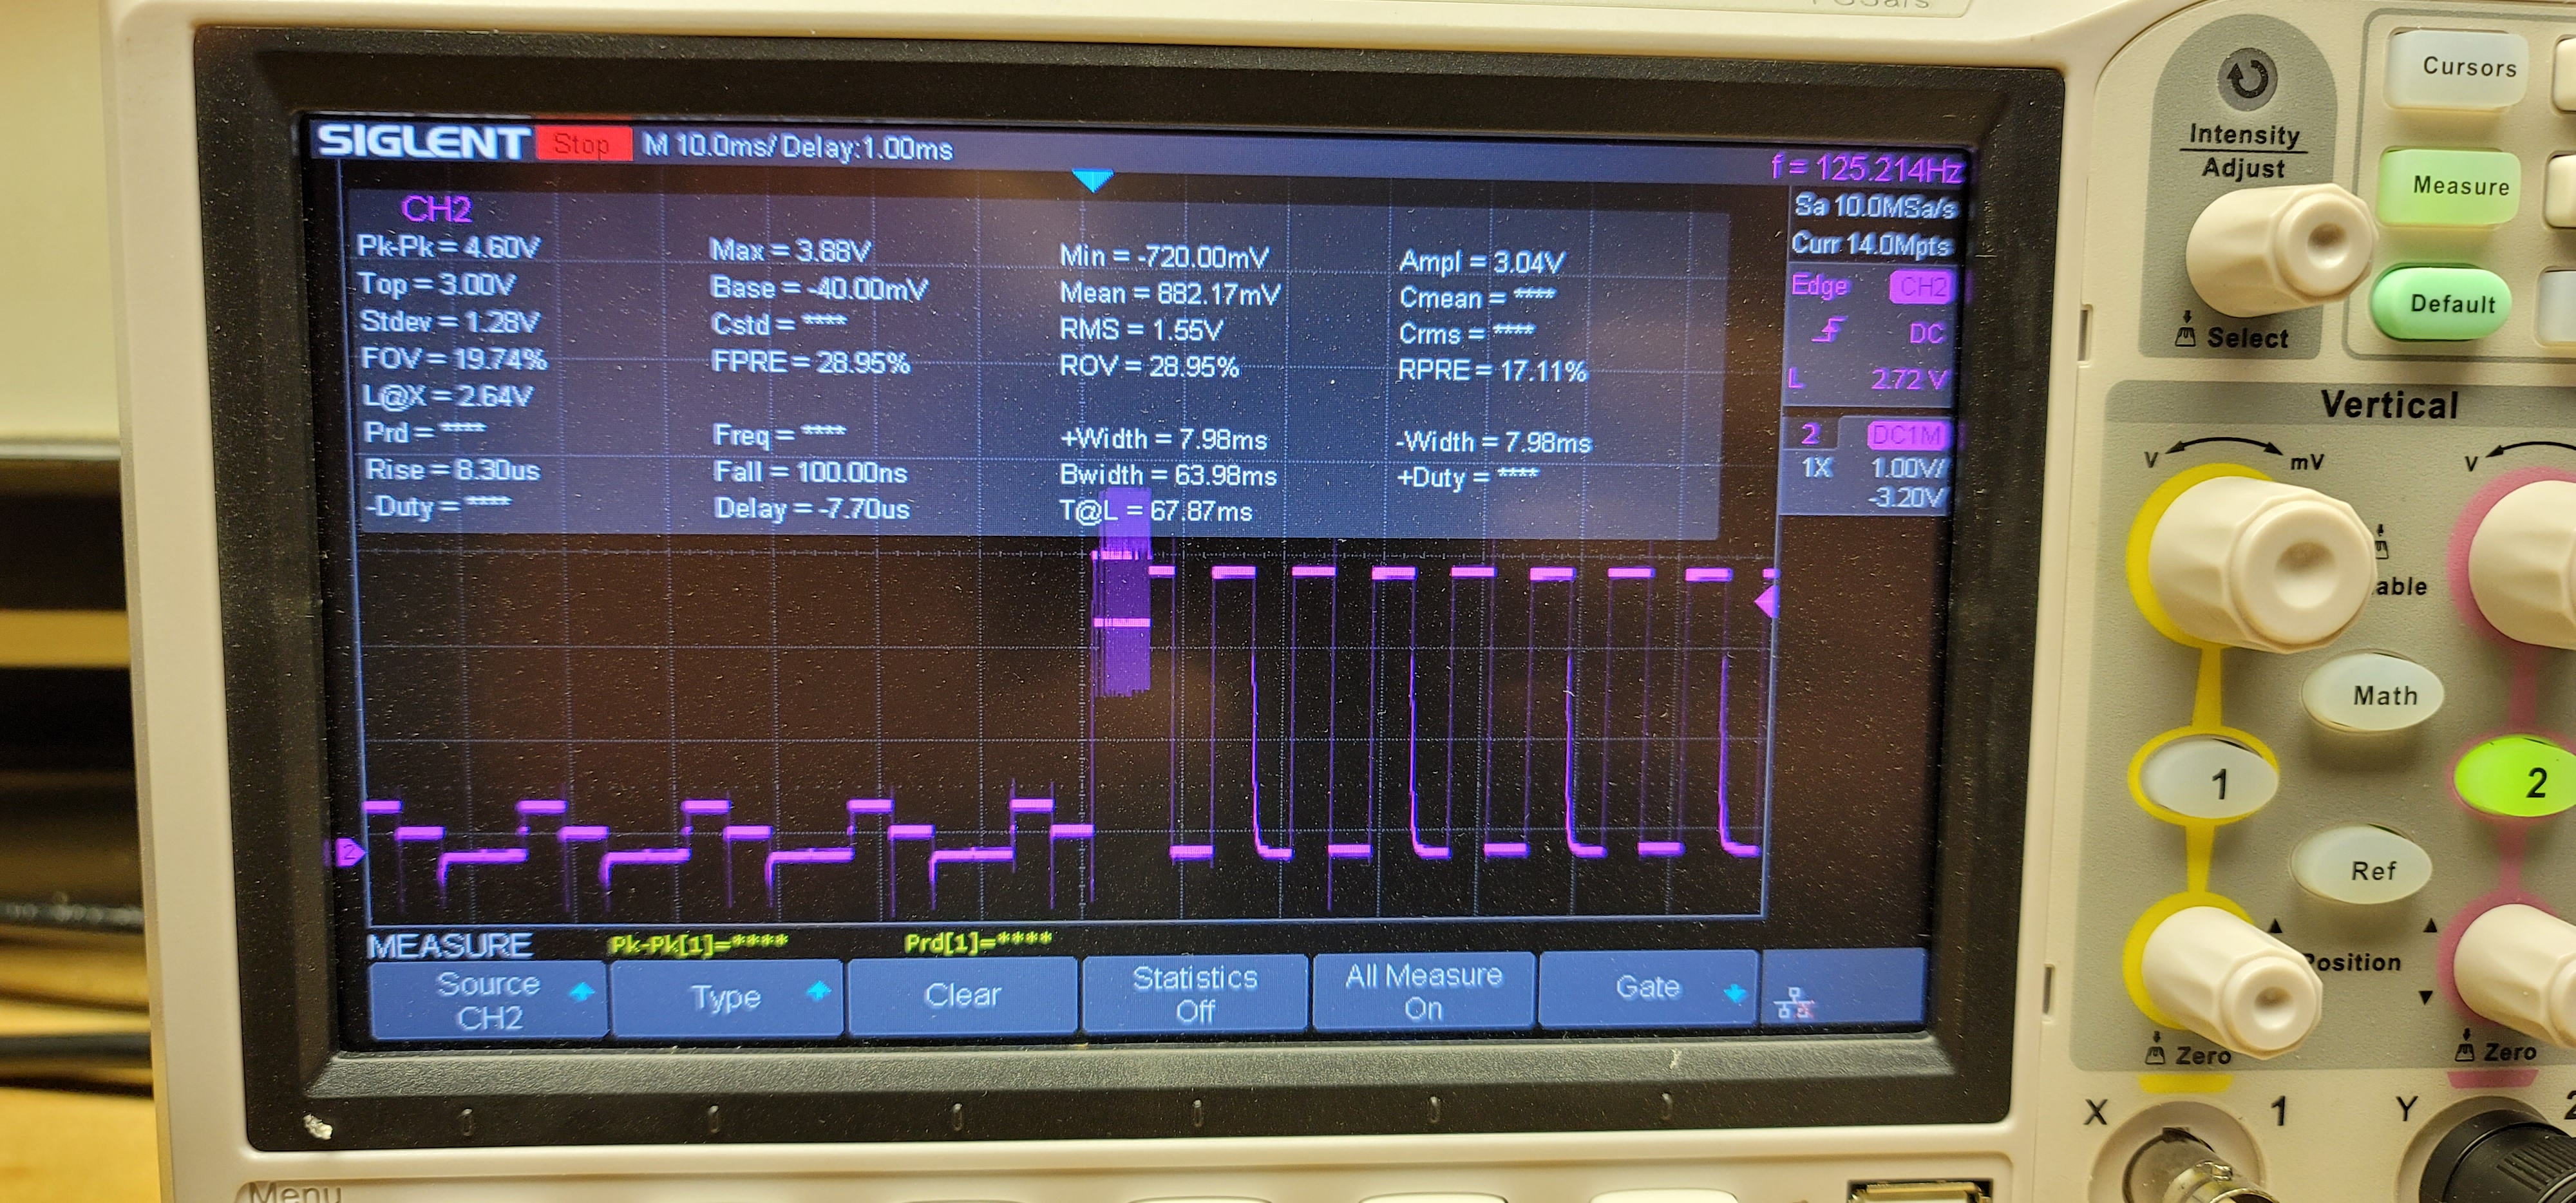 SIGLENT Stop M 10.0ms/ Delay:1.00ms
f = 125.214Hz
CH2
Pk-Pk = 4.60V Max = 3.88V Min = -720.00mV Ampl = 3.04V
Top = 3.00V Base = -40.00mV Mean = 882.17mV Cmean = ****
Stdev = 1.28V Cstd = **** RMS = 1.55V Crms = ****
FOV = 19.74% FPRE = 28.95% ROV = 28.95% RPRE = 17.11%
L@X = 2.64V
Prd = **** Freq = **** +Width = 7.98ms -Width = 7.98ms
Rise = 8.30us Fall = 100.00ns Bwidth = 63.98ms +Duty = ****
-Duty = **** Delay = -7.70us T@L = 67.87ms
Sa 10.0MSa/s
Curr 14.0Mpts
Edge CH2
DC
L 2.72 V
2 DC1M
1X 1.00V/
-3.20V
2
MEASURE Pk-Pk[1]=**** Prd[1]=****
Source
CH2
Type
Clear
Statistics
Off
All Measure
On
Gate
Menu
Intensity
Adjust
Select
Cursors
Measure
Default
Vertical
V mV
V
able
Math
1
2
Ref
Position
Zero
Zero
X 1
Y 2